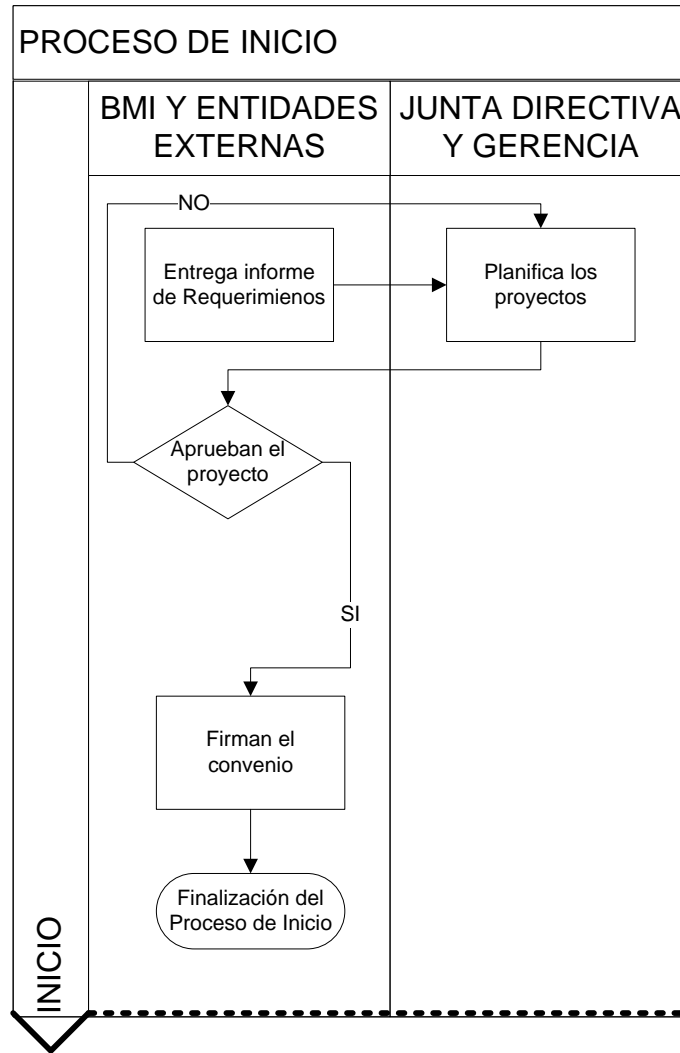 PROCESO DE INICIO
BMI Y ENTIDADES
EXTERNAS
JUNTA DIRECTIVA
Y GERENCIA
NO
Entrega informe
de Requerimienos
Planifica los
proyectos
Aprueban el
proyecto
SI
Firman el
convenio
Finalización del
Proceso de Inicio
INICIO